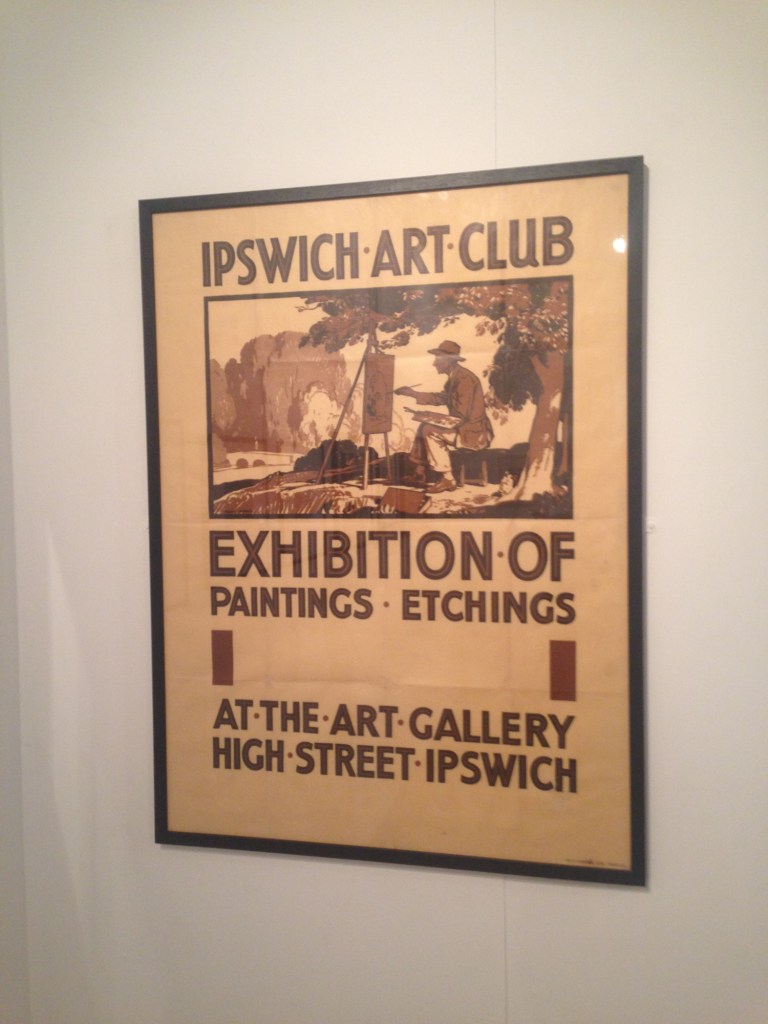 IPSWICH·ART·CLUB
EXHIBITION·OF
PAINTINGS · ETCHINGS
AT·THE·ART·GALLERY
HIGH·STREET·IPSWICH